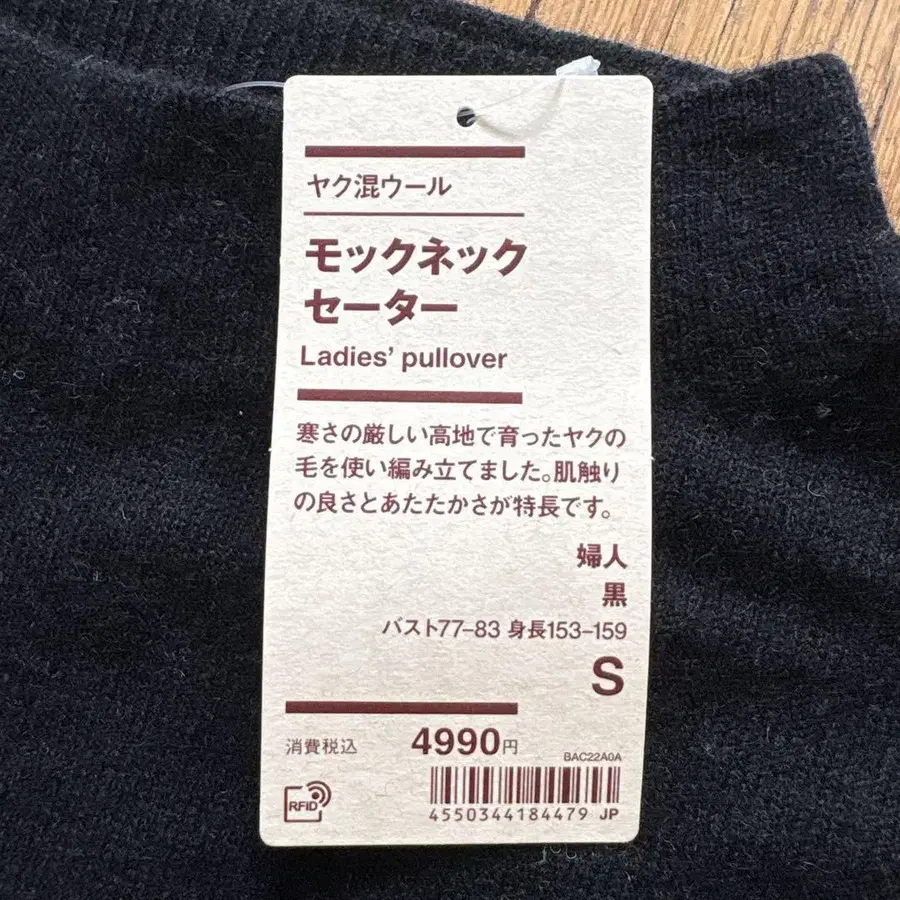 ヤク混ウール
モックネック
セーター
Ladies’ pullover
寒さの厳しい高地で育ったヤクの
毛を使い編み立てました。肌触り
の良さとあたたかさが特長です。
婦人
黒
バスト77–83 身長153–159
S
消費税込 4990円
BAC22A0A
RFID
4550344184479 JP